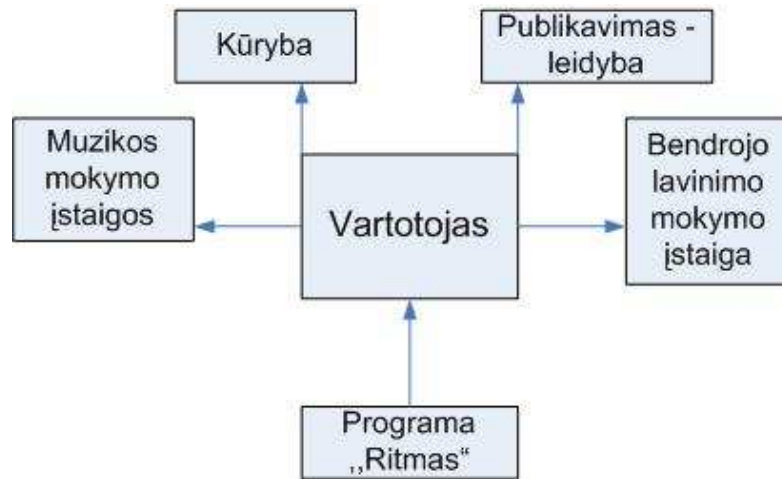 Kūryba
Publikavimas -
leidyba
Muzikos
mokymo
įstaigos
Vartotojas
Bendrojo
lavinimo
mokymo
įstaiga
Programa
,,Ritmas“